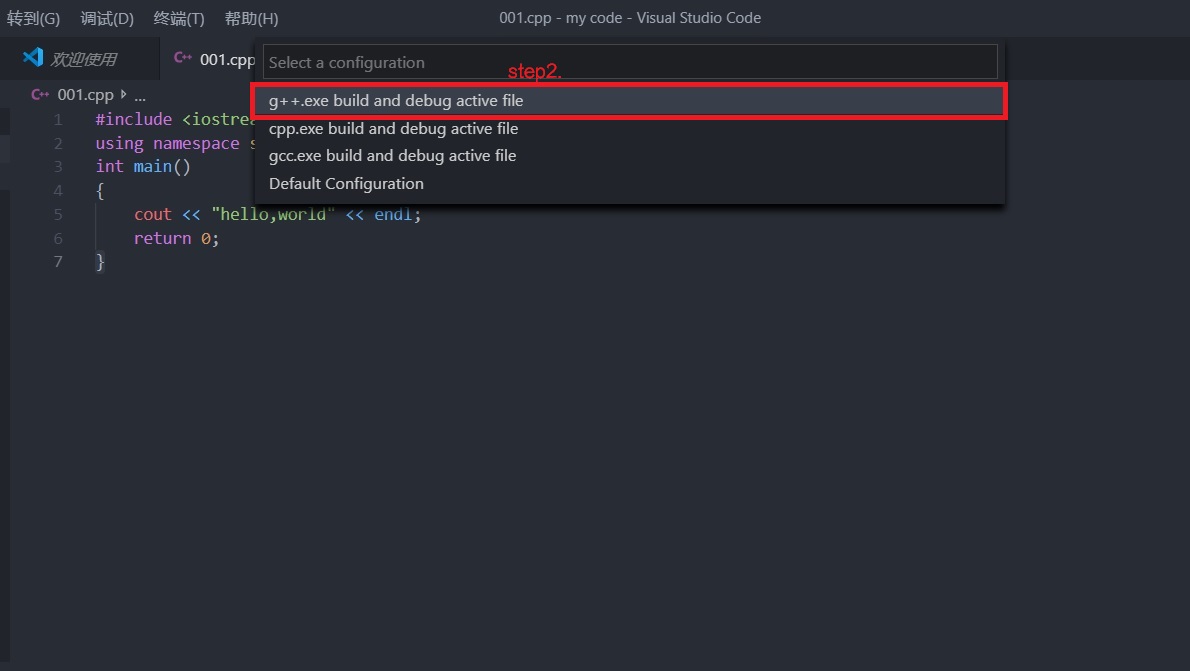 转到(G) 调试(D) 终端(T) 帮助(H) 001.cpp - my code - Visual Studio Code
欢迎使用 C++ 001.cpp
Select a configuration
step2.
C++ 001.cpp ...
g++.exe build and debug active file
cpp.exe build and debug active file
gcc.exe build and debug active file
Default Configuration
1 #include <iostre
2 using namespace
3 int main()
4 {
5 cout << "hello,world" << endl;
6 return 0;
7 }